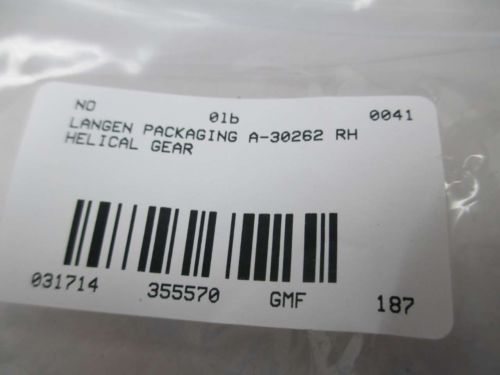 NO 01b 0041
LANGEN PACKAGING A-30262 RH
HELICAL GEAR
031714 355570 GMF 187